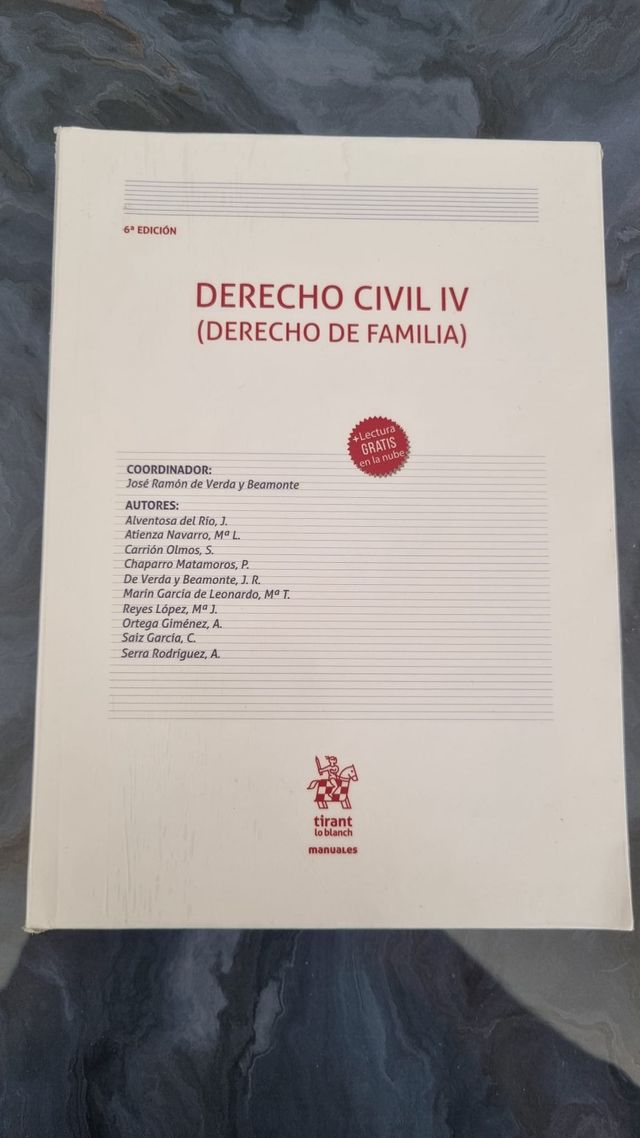 6ª EDICIÓN
DERECHO CIVIL IV
(DERECHO DE FAMILIA)
+Lectura
GRATIS
en la nube
COORDINADOR:
José Ramón de Verda y Beamonte
AUTORES:
Alventosa del Río, J.
Atienza Navarro, Mª L.
Carrión Olmos, S.
Chaparro Matamoros, P.
De Verda y Beamonte, J. R.
Marín García de Leonardo, Mª T.
Reyes López, Mª J.
Ortega Giménez, A.
Saiz García, C.
Serra Rodríguez, A.
tirant
lo blanch
manuales